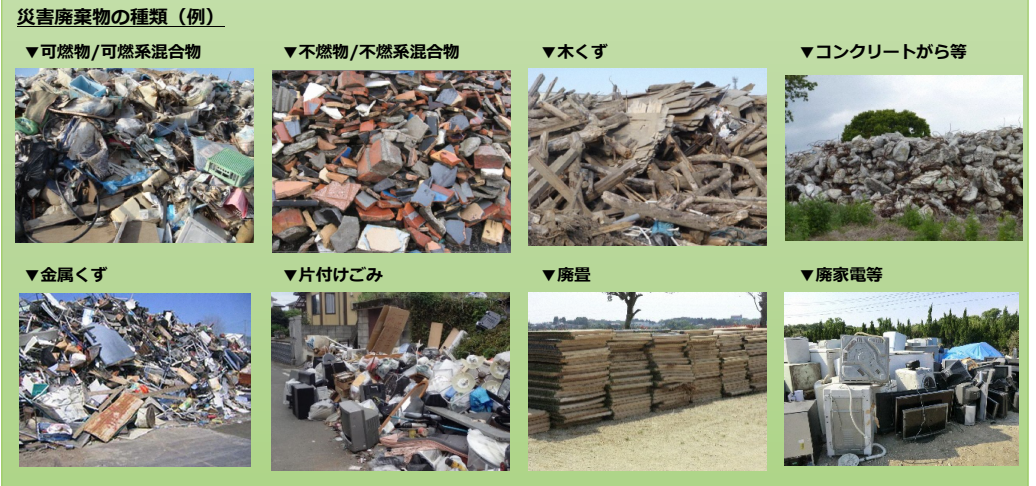 災害廃棄物の種類（例）
▼可燃物/可燃系混合物
▼不燃物/不燃系混合物
▼木くず
▼コンクリートがら等
▼金属くず
▼片付けごみ
▼廃畳
▼廃家電等